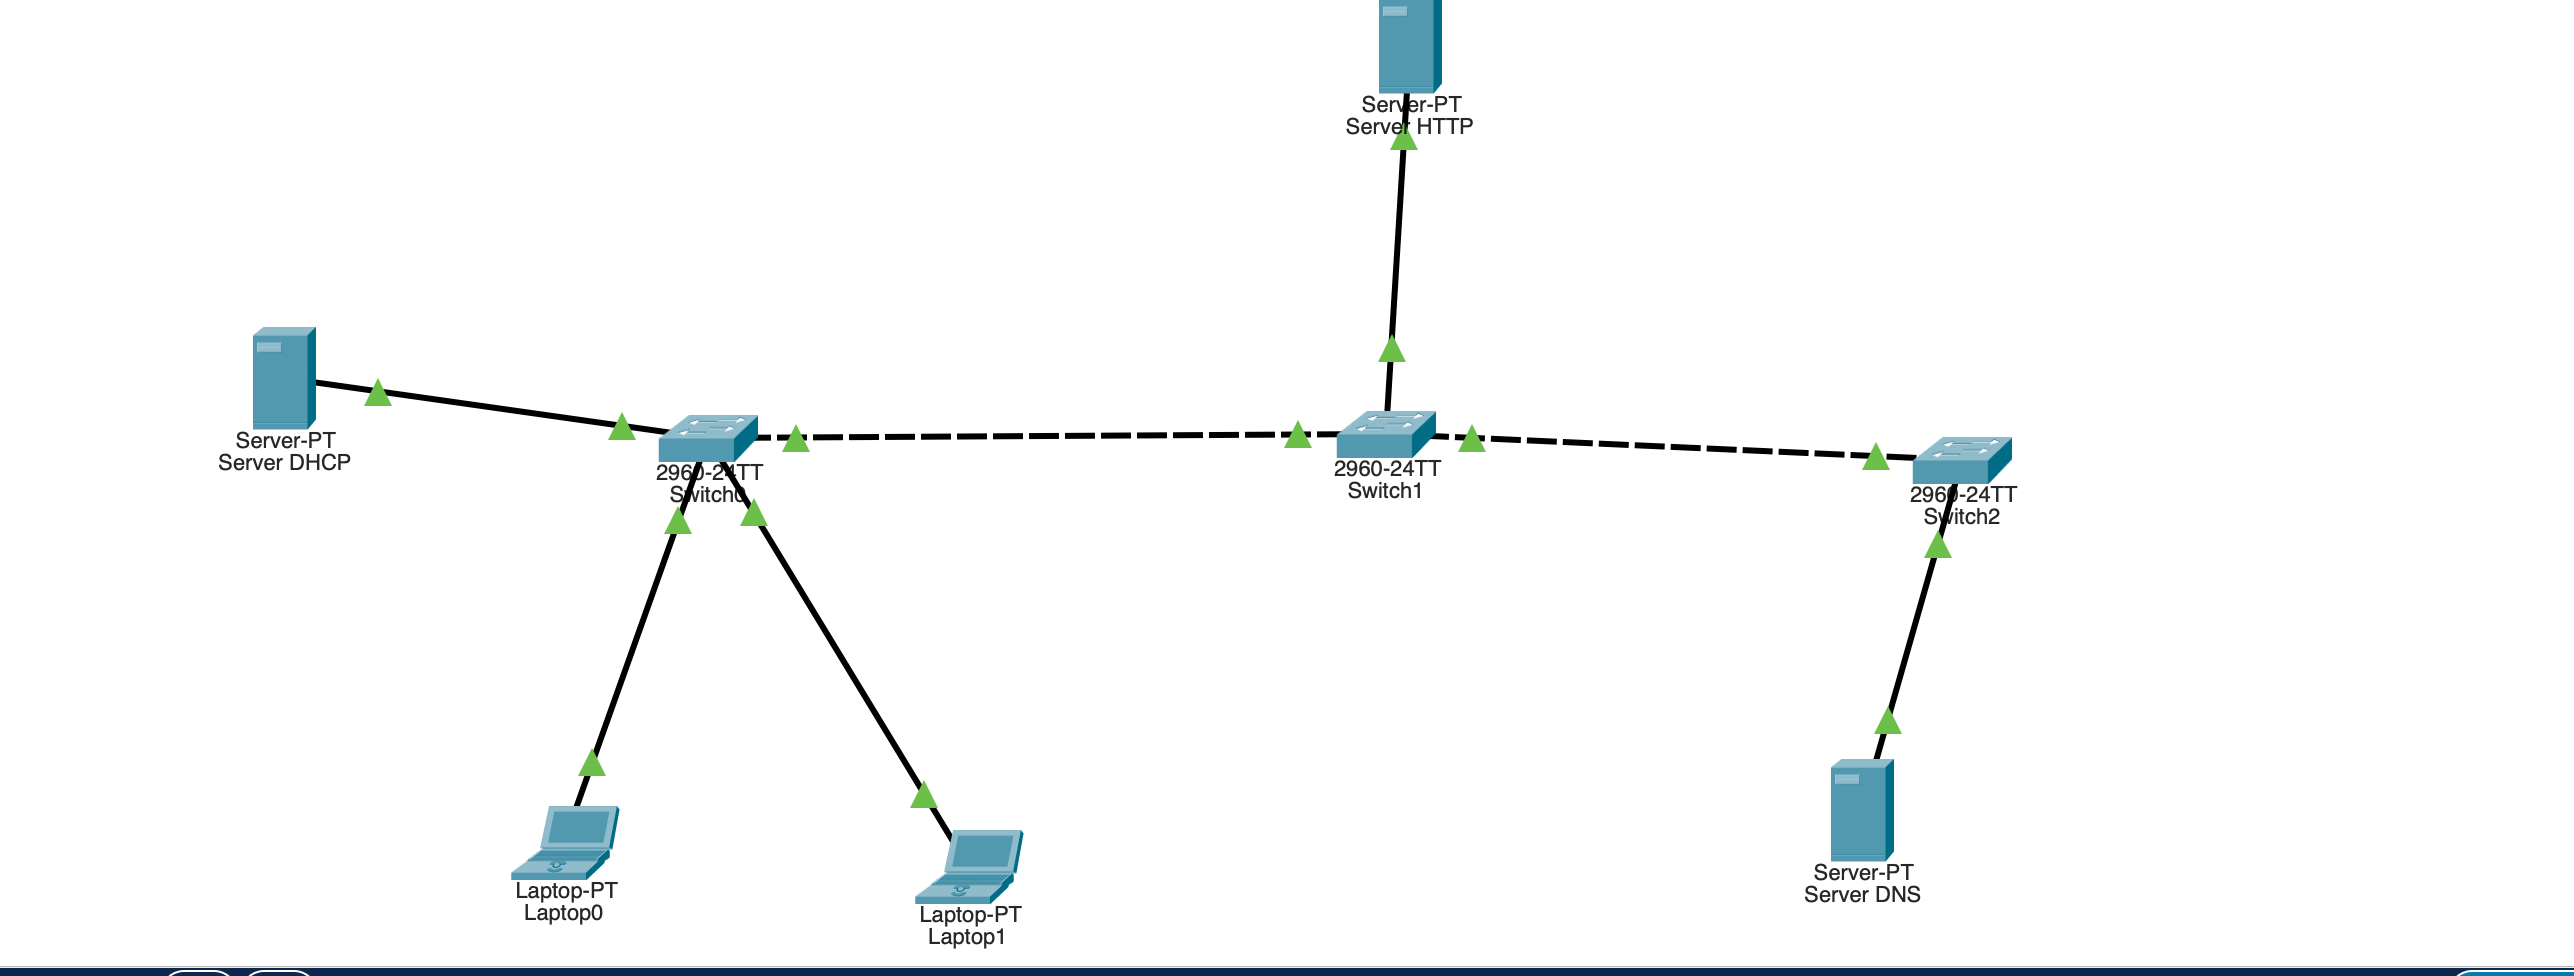 Server-PT
Server HTTP
Server-PT
Server DHCP
2960-24TT
Switch0
2960-24TT
Switch1
2960-24TT
Switch2
Laptop-PT
Laptop0
Laptop-PT
Laptop1
Server-PT
Server DNS